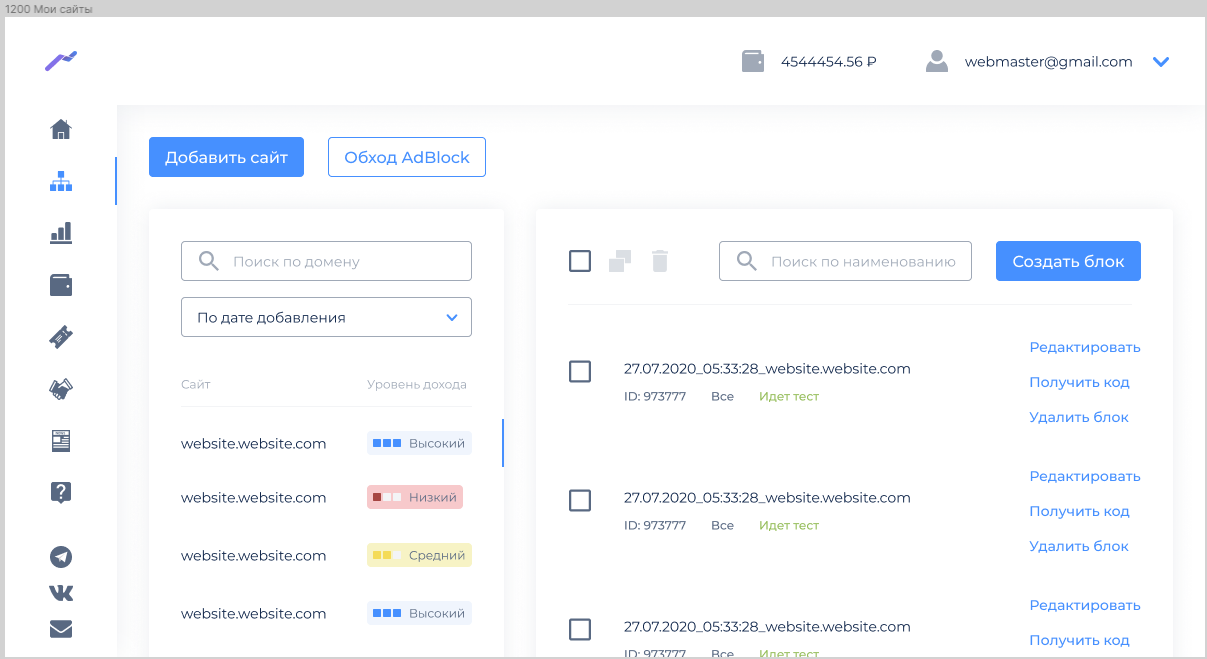 1200 Мои сайты
4544454.56 ₽
webmaster@gmail.com
Добавить сайт
Обход AdBlock
Поиск по домену
По дате добавления
Сайт
Уровень дохода
website.website.com
Высокий
website.website.com
Низкий
website.website.com
Средний
website.website.com
Высокий
Поиск по наименованию
Создать блок
27.07.2020_05:33:28_website.website.com
ID: 973777
Все
Идет тест
Редактировать
Получить код
Удалить блок
27.07.2020_05:33:28_website.website.com
ID: 973777
Все
Идет тест
Редактировать
Получить код
Удалить блок
27.07.2020_05:33:28_website.website.com
ID: 973777
Все
Идет тест
Редактировать
Получить код